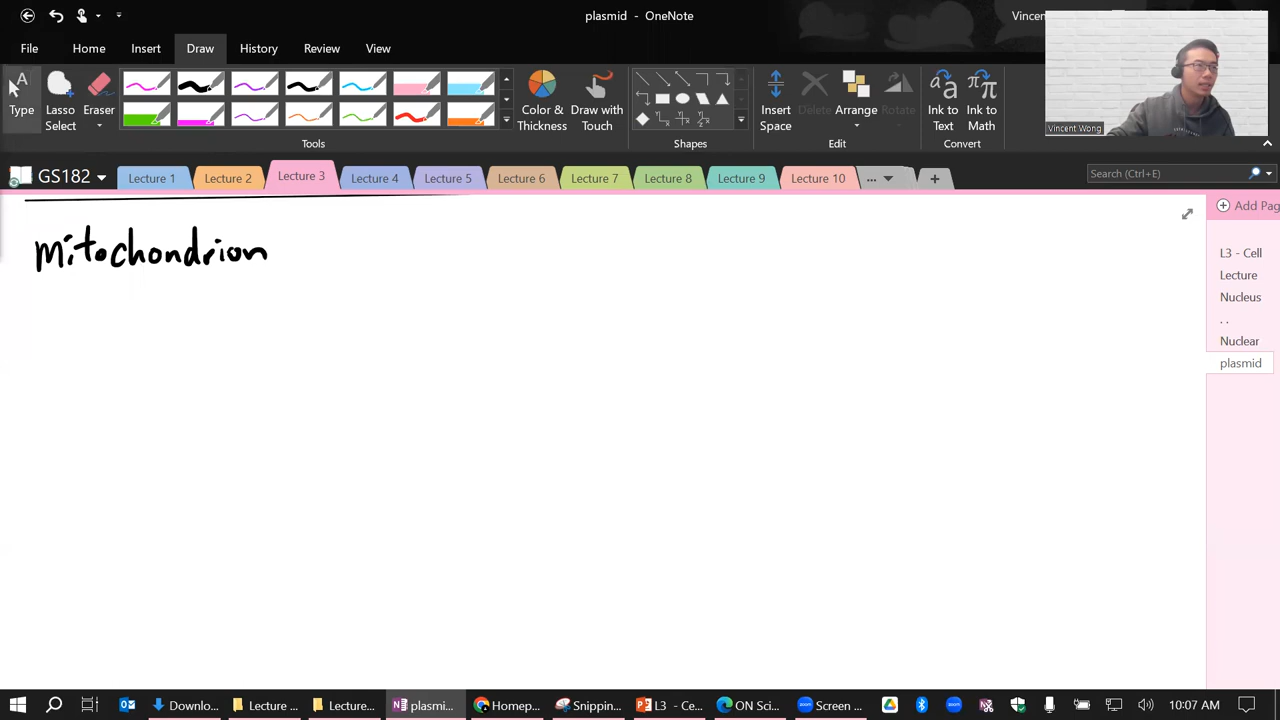 plasmid - OneNote
Vincen
File Home Insert Draw History Review View
Type
Lasso Select
Eraser
Color & Thickness
Draw with Touch
Insert Space
Delete
Arrange
Rotate
Ink to Text
Ink to Math
Tools
Shapes
Edit
Convert
Vincent Wong
GS182
Lecture 1
Lecture 2
Lecture 3
Lecture 4
Lecture 5
Lecture 6
Lecture 7
Lecture 8
Lecture 9
Lecture 10
...
Search (Ctrl+E)
Mitochondrion
Add Pag
L3 - Cell
Lecture
Nucleus
. .
Nuclear
plasmid
Downlo...
Lecture ...
Lecture...
plasmi...
Homep...
Snippin...
L3 - Ce...
ON Sci...
Screen ...
10:07 AM